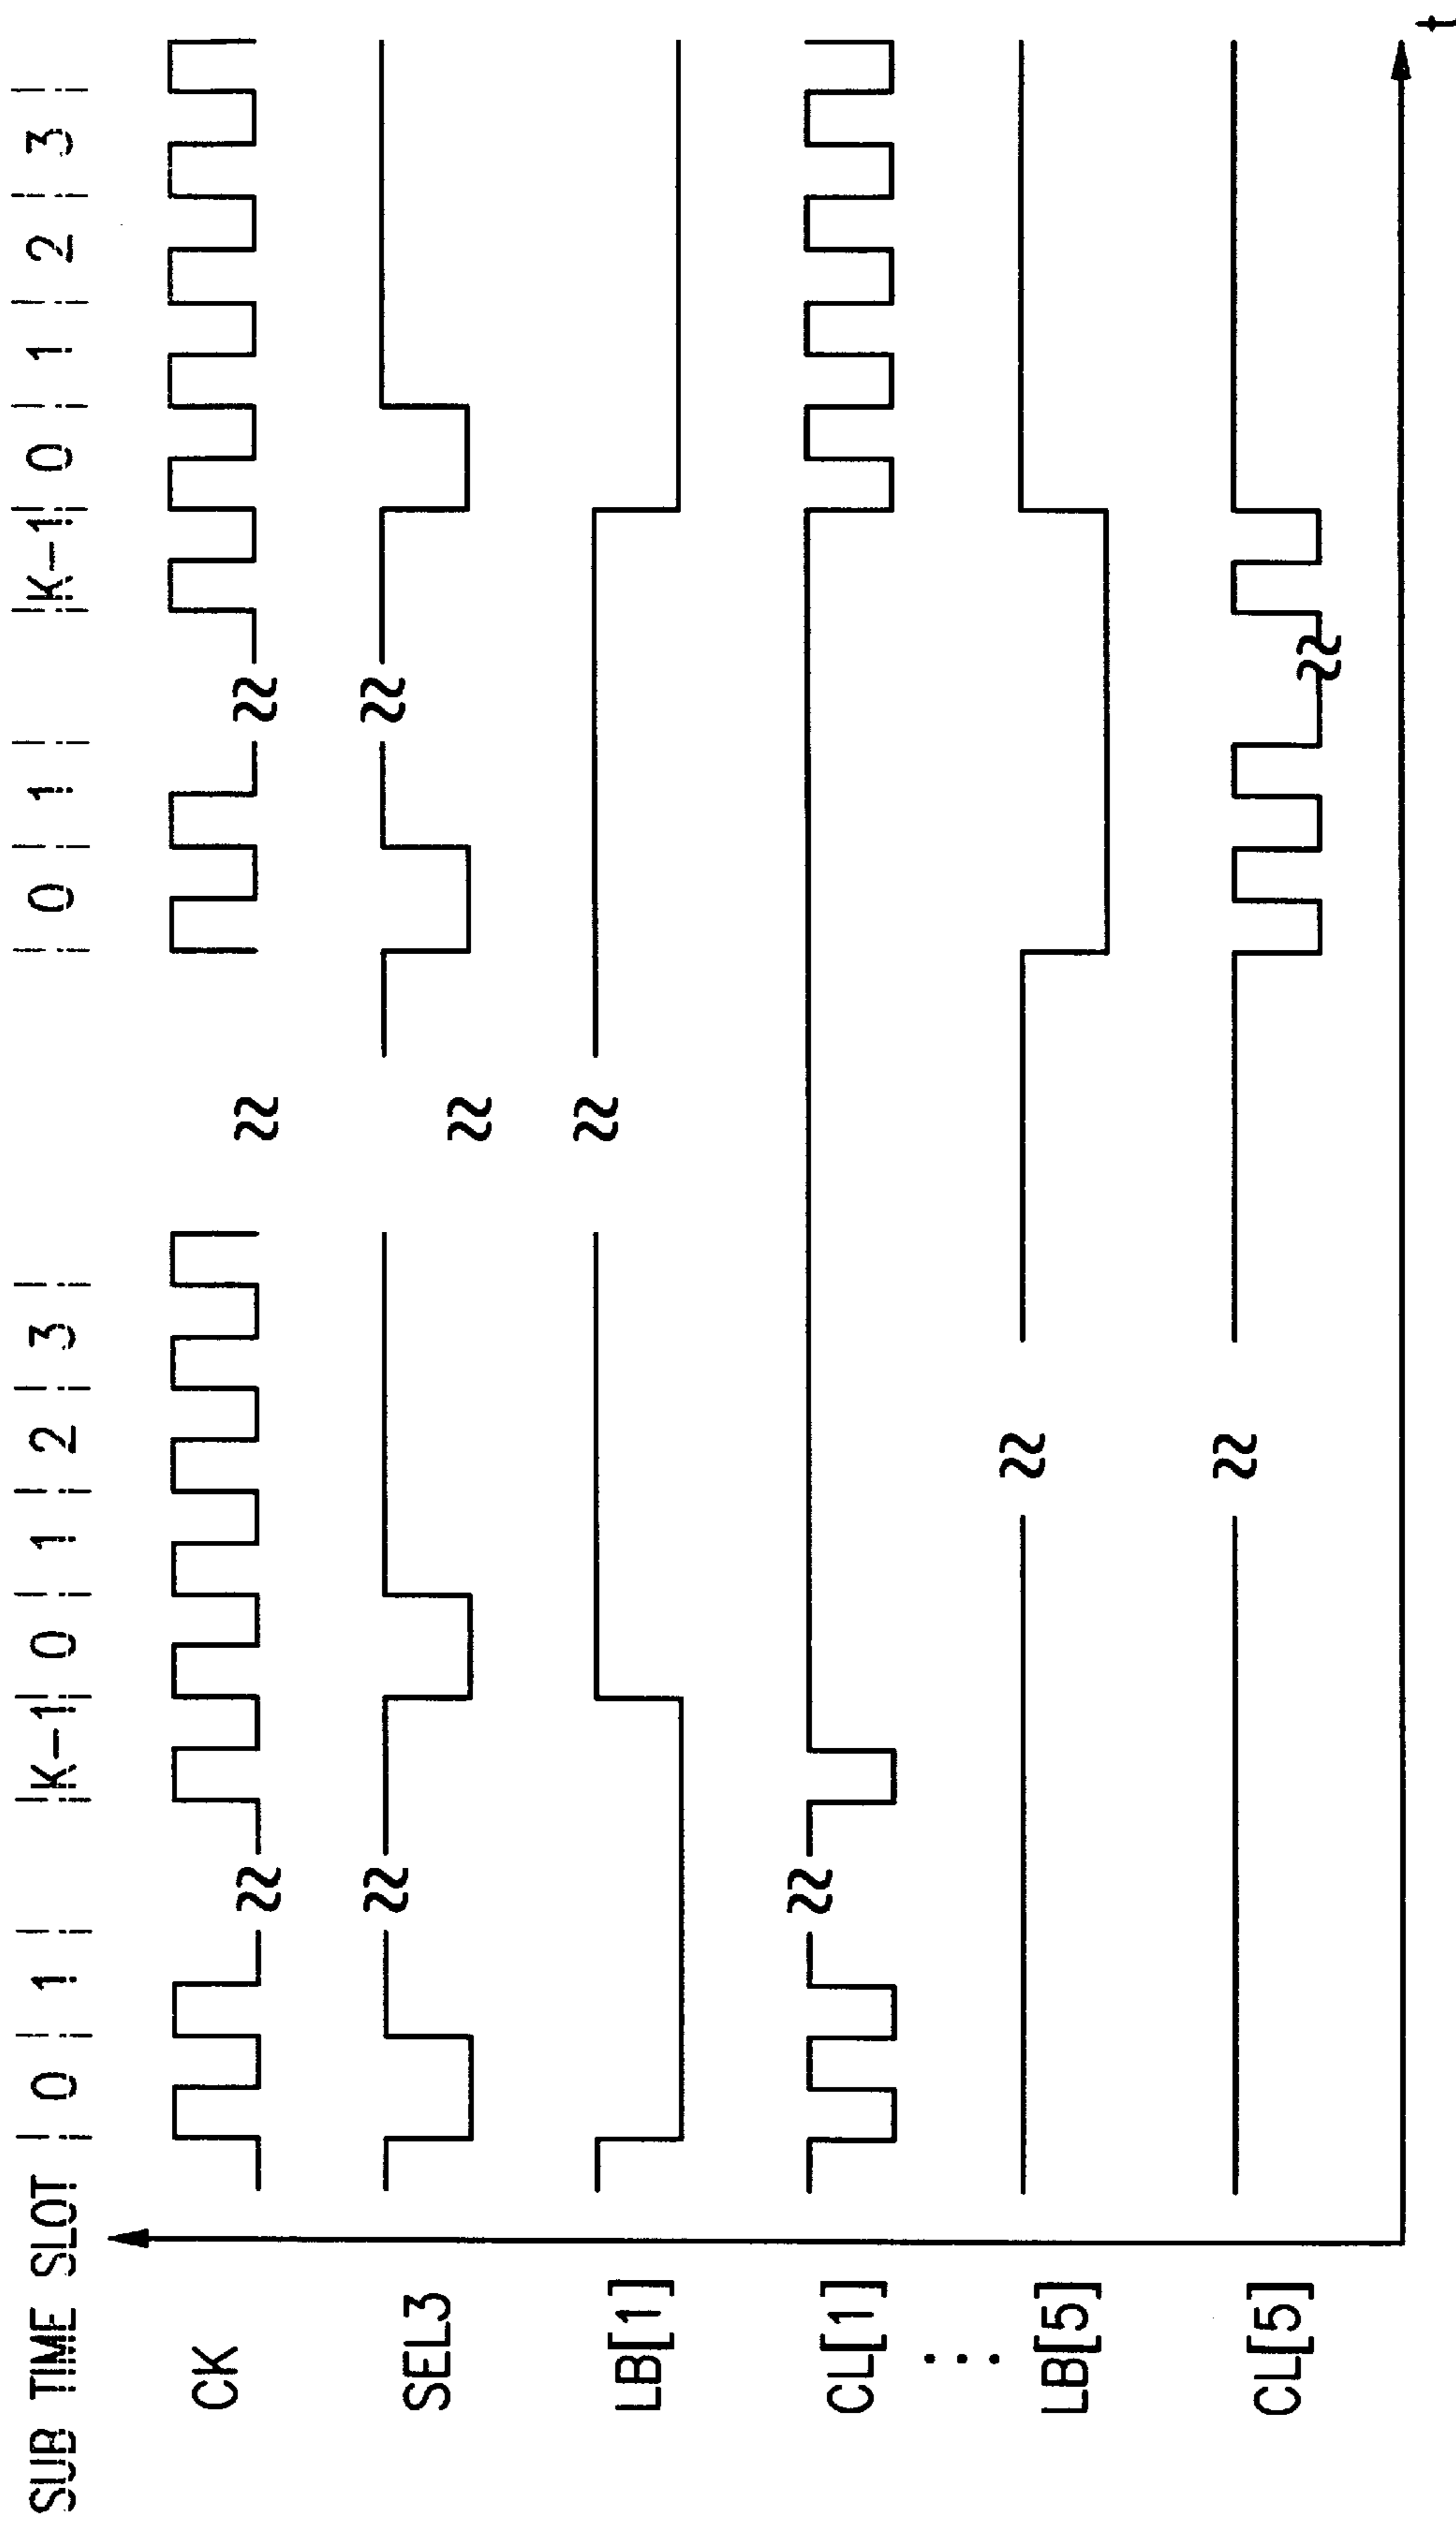 SUB TIME SLOT 0 1 K-1 0 1 2 3 0 1 K-1 0 1 2 3
CK
SEL3
LB[1]
CL[1]
⋮
LB[5]
CL[5]
t